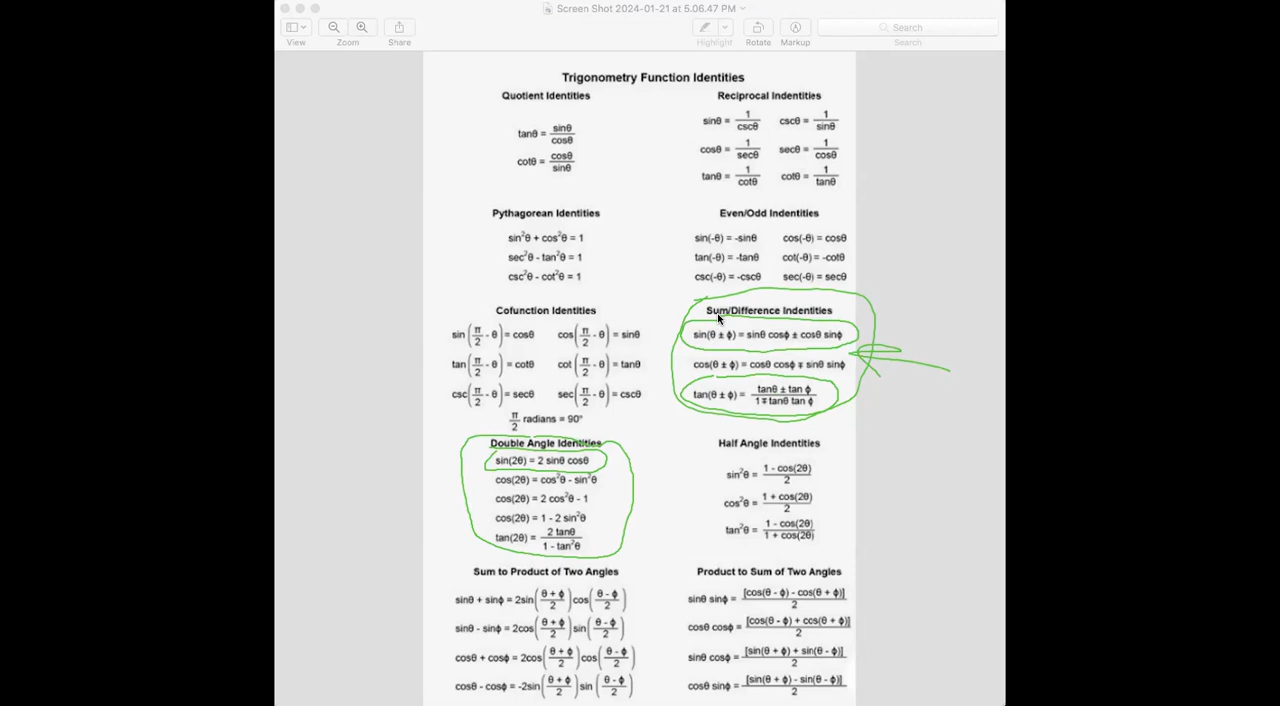 Screen Shot 2024-01-21 at 5.06.47 PM
View
Zoom
Share
Highlight
Rotate
Markup
Search
Search
Trigonometry Function Identities
Quotient Identities
tanθ = sinθ/cosθ
cotθ = cosθ/sinθ
Reciprocal Indentities
sinθ = 1/cscθ cscθ = 1/sinθ
cosθ = 1/secθ secθ = 1/cosθ
tanθ = 1/cotθ cotθ = 1/tanθ
Pythagorean Identities
sin²θ + cos²θ = 1
sec²θ - tan²θ = 1
csc²θ - cot²θ = 1
Even/Odd Indentities
sin(-θ) = -sinθ cos(-θ) = cosθ
tan(-θ) = -tanθ cot(-θ) = -cotθ
csc(-θ) = -cscθ sec(-θ) = secθ
Cofunction Identities
sin(π/2 - θ) = cosθ cos(π/2 - θ) = sinθ
tan(π/2 - θ) = cotθ cot(π/2 - θ) = tanθ
csc(π/2 - θ) = secθ sec(π/2 - θ) = cscθ
π/2 radians = 90°
Sum/Difference Indentities
sin(θ ± ϕ) = sinθ cosϕ ± cosθ sinϕ
cos(θ ± ϕ) = cosθ cosϕ ∓ sinθ sinϕ
tan(θ ± ϕ) = tanθ ± tan ϕ/1 ∓ tanθ tan ϕ
Double Angle Identities
sin(2θ) = 2 sinθ cosθ
cos(2θ) = cos²θ - sin²θ
cos(2θ) = 2 cos²θ - 1
cos(2θ) = 1 - 2 sin²θ
tan(2θ) = 2 tanθ/1 - tan²θ
Half Angle Indentities
sin²θ = 1 - cos(2θ)/2
cos²θ = 1 + cos(2θ)/2
tan²θ = 1 - cos(2θ)/1 + cos(2θ)
Sum to Product of Two Angles
sinθ + sinϕ = 2sin(θ + ϕ/2)cos(θ - ϕ/2)
sinθ - sinϕ = 2cos(θ + ϕ/2)sin(θ - ϕ/2)
cosθ + cosϕ = 2cos(θ + ϕ/2)cos(θ - ϕ/2)
cosθ - cosϕ = -2sin(θ + ϕ/2)sin(θ - ϕ/2)
Product to Sum of Two Angles
sinθ sinϕ = [cos(θ - ϕ) - cos(θ + ϕ)]/2
cosθ cosϕ = [cos(θ - ϕ) + cos(θ + ϕ)]/2
sinθ cosϕ = [sin(θ + ϕ) + sin(θ - ϕ)]/2
cosθ sinϕ = [sin(θ + ϕ) - sin(θ - ϕ)]/2